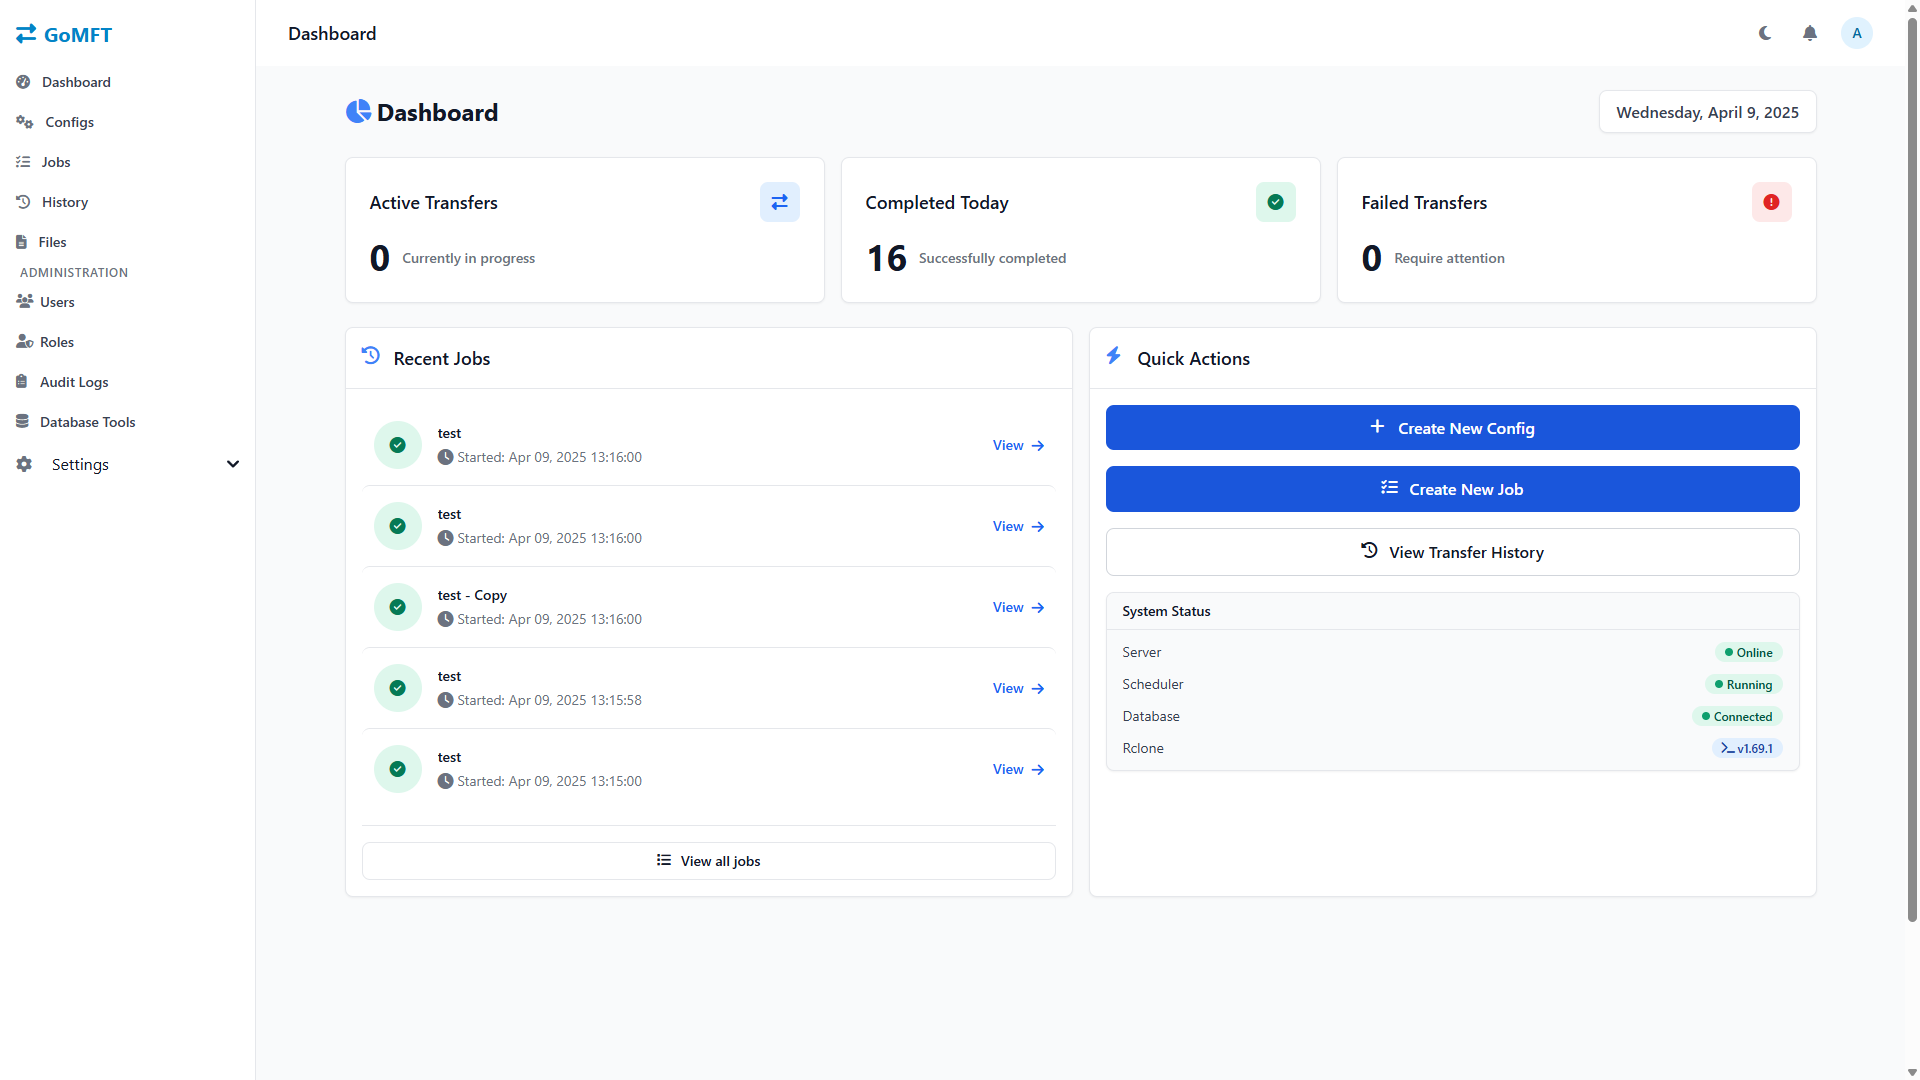 GoMFT
Dashboard
Configs
Jobs
History
Files
ADMINISTRATION
Users
Roles
Audit Logs
Database Tools
Settings
Dashboard
A
Dashboard
Wednesday, April 9, 2025
Active Transfers
0 Currently in progress
Completed Today
16 Successfully completed
Failed Transfers
0 Require attention
Recent Jobs
test
Started: Apr 09, 2025 13:16:00
View
test
Started: Apr 09, 2025 13:16:00
View
test - Copy
Started: Apr 09, 2025 13:16:00
View
test
Started: Apr 09, 2025 13:15:58
View
test
Started: Apr 09, 2025 13:15:00
View
View all jobs
Quick Actions
Create New Config
Create New Job
View Transfer History
System Status
Server Online
Scheduler Running
Database Connected
Rclone v1.69.1